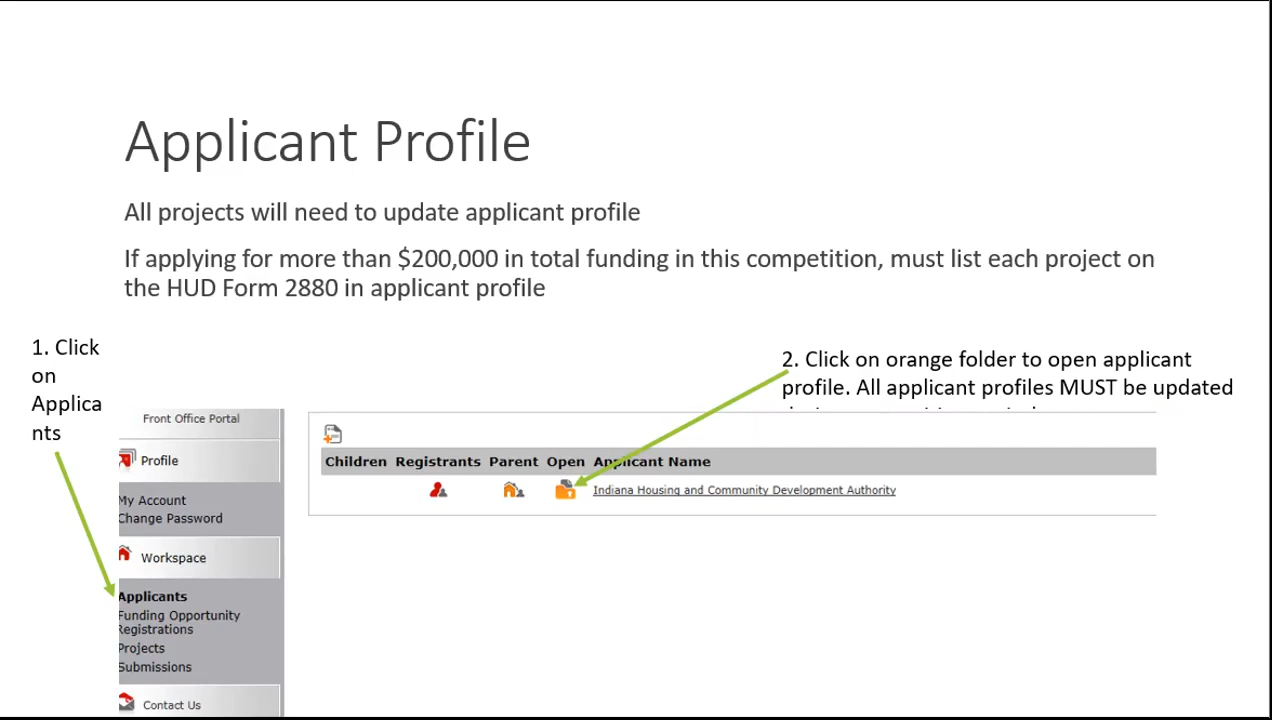 Applicant Profile
All projects will need to update applicant profile
If applying for more than $200,000 in total funding in this competition, must list each project on
the HUD Form 2880 in applicant profile
1. Click
on
Applica
nts
2. Click on orange folder to open applicant
profile. All applicant profiles MUST be updated
Front Office Portal
Profile
My Account
Change Password
Workspace
Applicants
Funding Opportunity
Registrations
Projects
Submissions
Contact Us
Children Registrants Parent Open Applicant Name
Indiana Housing and Community Development Authority